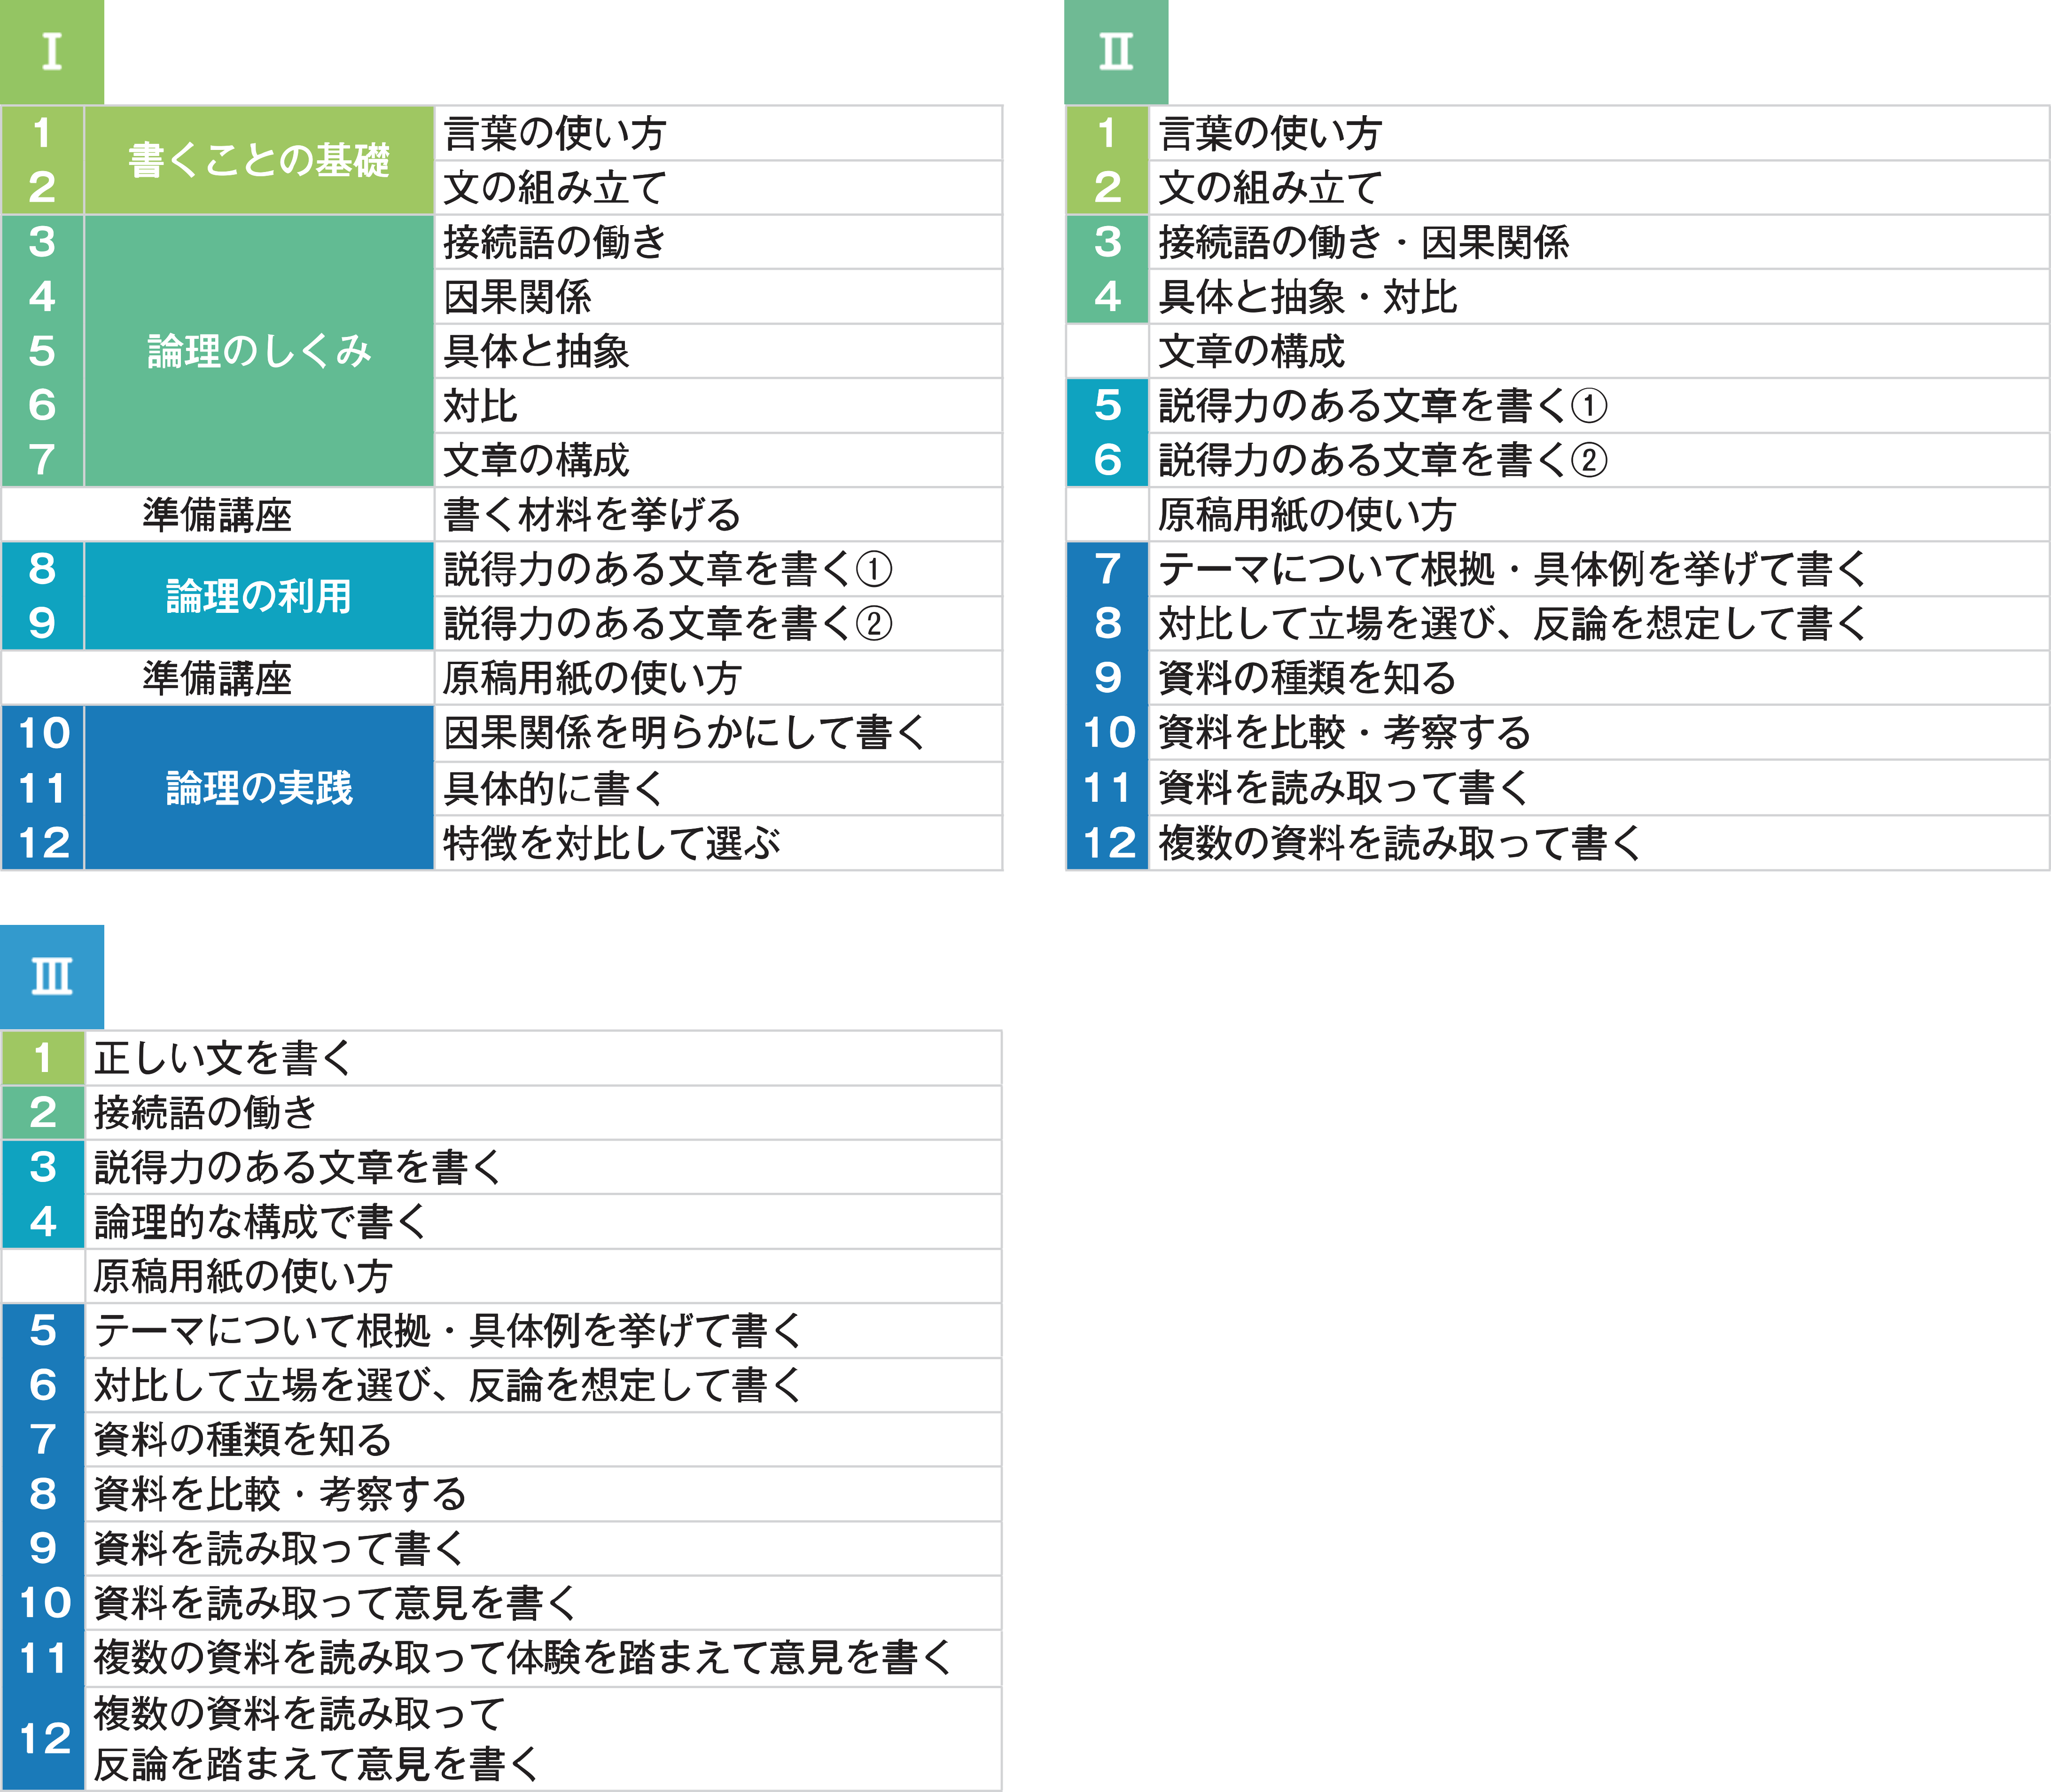 Ⅰ
1 書くことの基礎 言葉の使い方
2 文の組み立て
3 論理のしくみ 接続語の働き
4 因果関係
5 具体と抽象
6 対比
7 文章の構成
準備講座 書く材料を挙げる
8 論理の利用 説得力のある文章を書く①
9 説得力のある文章を書く②
準備講座 原稿用紙の使い方
10 論理の実践 因果関係を明らかにして書く
11 具体的に書く
12 特徴を対比して選ぶ
Ⅱ
1 言葉の使い方
2 文の組み立て
3 接続語の働き・因果関係
4 具体と抽象・対比
文章の構成
5 説得力のある文章を書く①
6 説得力のある文章を書く②
原稿用紙の使い方
7 テーマについて根拠・具体例を挙げて書く
8 対比して立場を選び、反論を想定して書く
9 資料の種類を知る
10 資料を比較・考察する
11 資料を読み取って書く
12 複数の資料を読み取って書く
Ⅲ
1 正しい文を書く
2 接続語の働き
3 説得力のある文章を書く
4 論理的な構成で書く
原稿用紙の使い方
5 テーマについて根拠・具体例を挙げて書く
6 対比して立場を選び、反論を想定して書く
7 資料の種類を知る
8 資料を比較・考察する
9 資料を読み取って書く
10 資料を読み取って意見を書く
11 複数の資料を読み取って体験を踏まえて意見を書く
12 複数の資料を読み取って
反論を踏まえて意見を書く